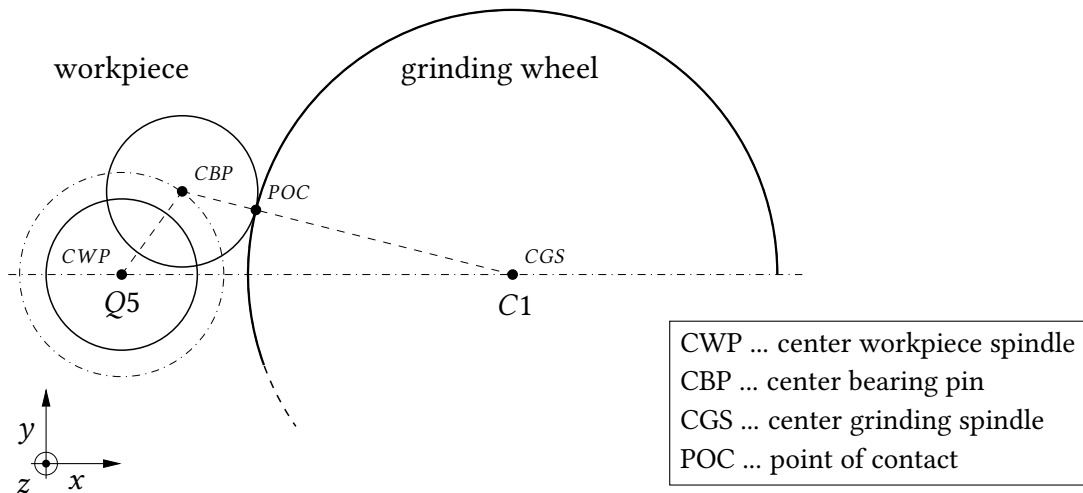 workpiece
grinding wheel
CBP
POC
CWP
CGS
Q5
C1
CWP ... center workpiece spindle
CBP ... center bearing pin
CGS ... center grinding spindle
POC ... point of contact
y
z
x